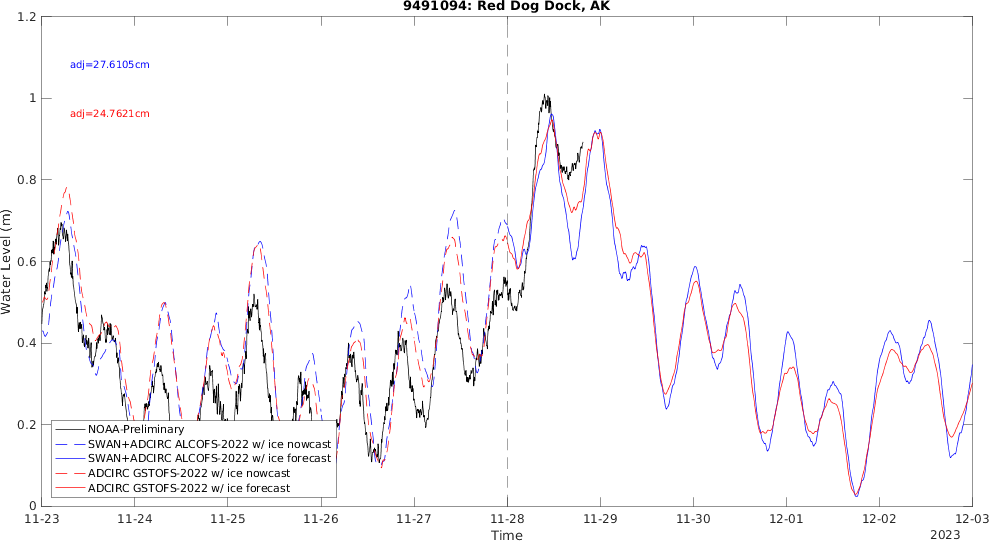 9491094: Red Dog Dock, AK
adj=27.6105cm
adj=24.7621cm
Water Level (m)
1.2
1
0.8
0.6
0.4
0.2
0
NOAA-Preliminary
SWAN+ADCIRC ALCOFS-2022 w/ ice nowcast
SWAN+ADCIRC ALCOFS-2022 w/ ice forecast
ADCIRC GSTOFS-2022 w/ ice nowcast
ADCIRC GSTOFS-2022 w/ ice forecast
11-23 11-24 11-25 11-26 11-27 11-28 11-29 11-30 12-01 12-02 12-03
Time
2023